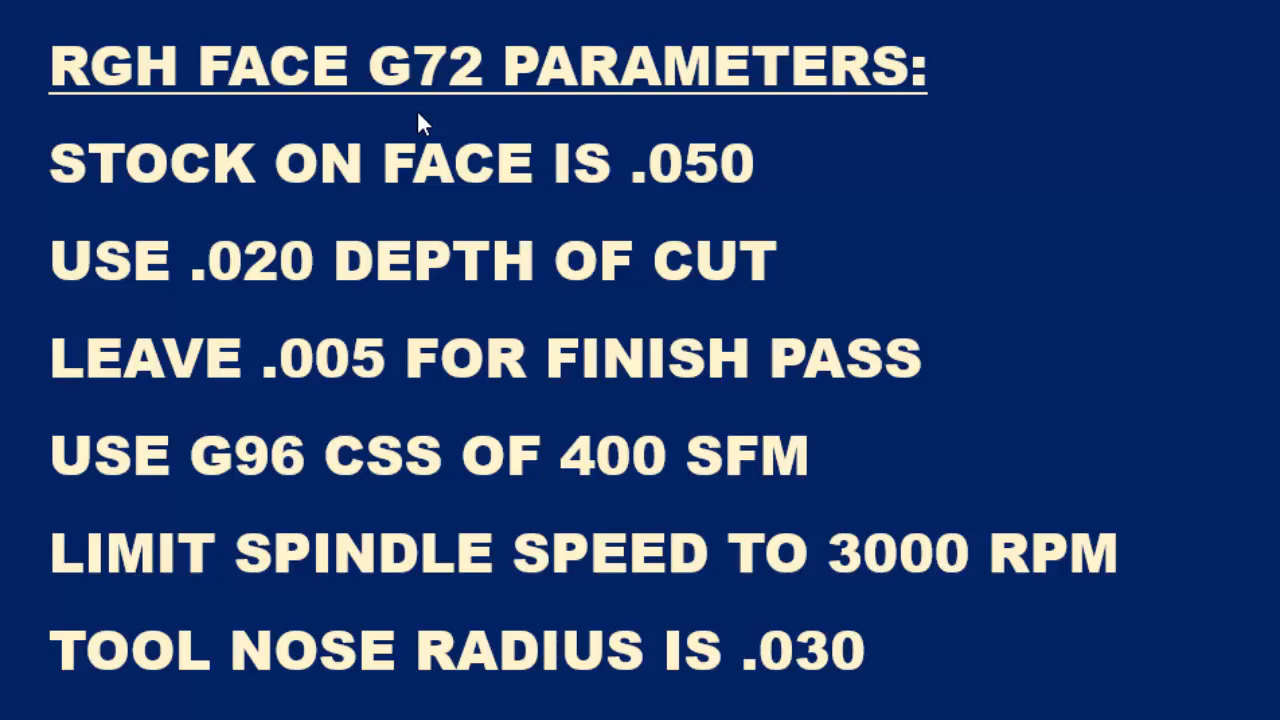 RGH FACE G72 PARAMETERS:
STOCK ON FACE IS .050
USE .020 DEPTH OF CUT
LEAVE .005 FOR FINISH PASS
USE G96 CSS OF 400 SFM
LIMIT SPINDLE SPEED TO 3000 RPM
TOOL NOSE RADIUS IS .030